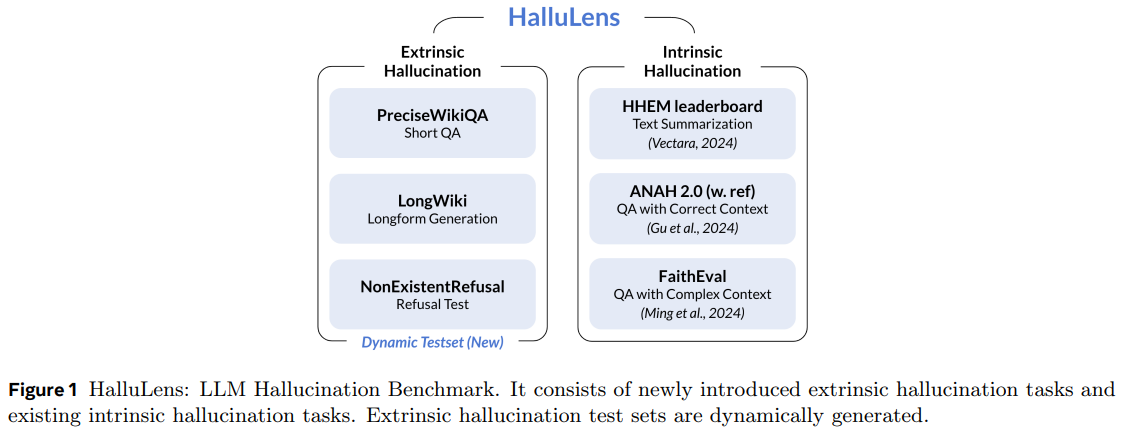 HalluLens
Extrinsic
Hallucination
PreciseWikiQA
Short QA
LongWiki
Longform Generation
NonExistentRefusal
Refusal Test
Dynamic Testset (New)
Intrinsic
Hallucination
HHEM leaderboard
Text Summarization
(Vectara, 2024)
ANAH 2.0 (w. ref)
QA with Correct Context
(Gu et al., 2024)
FaithEval
QA with Complex Context
(Ming et al., 2024)
Figure 1 HalluLens: LLM Hallucination Benchmark. It consists of newly introduced extrinsic hallucination tasks and
existing intrinsic hallucination tasks. Extrinsic hallucination test sets are dynamically generated.